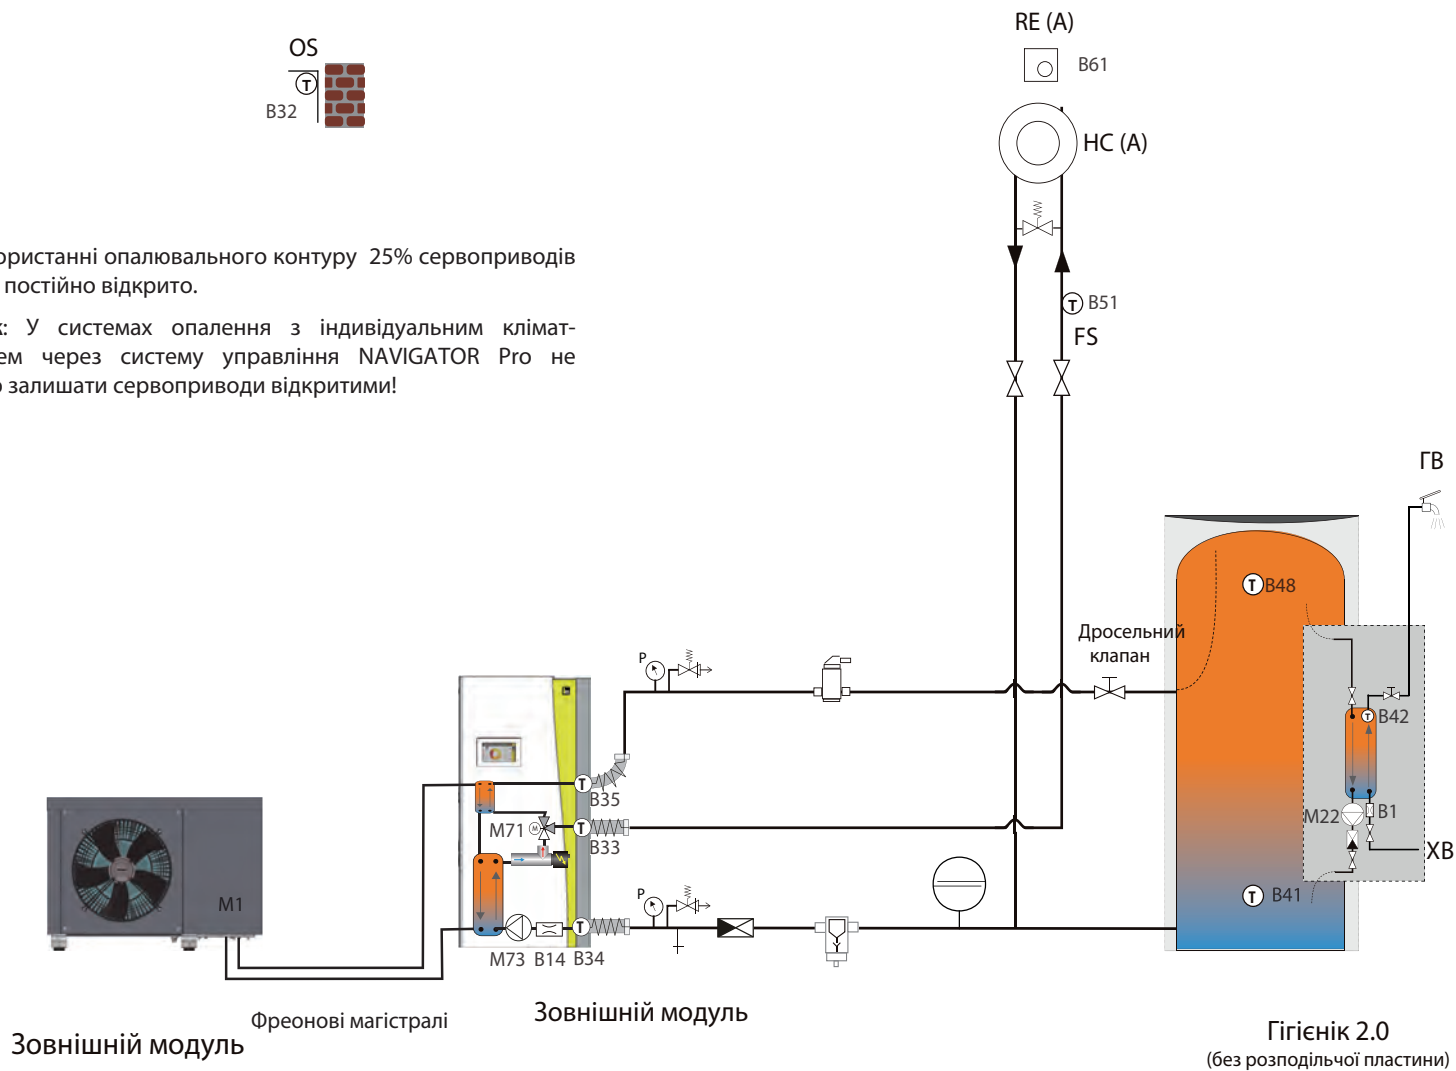 RE (A)
B61
OS
B32
HC (A)
ористанні опалювального контуру 25% сервоприводів
постійно відкрито.
: У системах опалення з індивідуальним клімат-
ем через систему управління NAVIGATOR Pro не
залишати сервоприводи відкритими!
B51
FS
ГВ
B48
Дросельний
клапан
P
B42
B35
M71
M
B33
M22
B1
ХВ
M1
P
B41
M73 B14 B34
Зовнішній модуль
Фреонові магістралі
Зовнішній модуль
Гігієнік 2.0
(без розподільчої пластини)
T
T
T
T
T
T
T
T